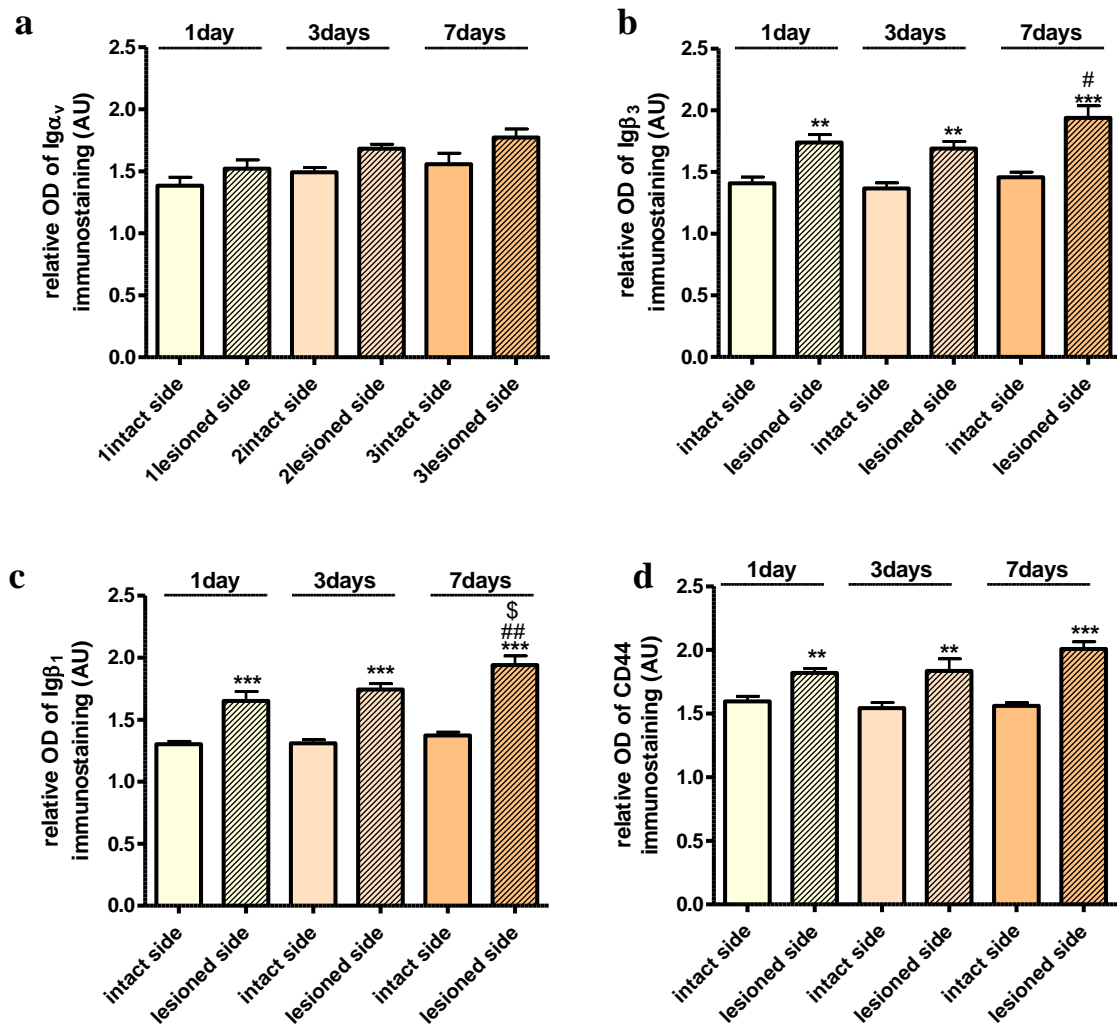 a
1day 3days 7days
relative OD of Igαv
immunostaining (AU)
2.5
2.0
1.5
1.0
0.5
0.0
1intact side
1lesioned side
2intact side
2lesioned side
3intact side
3lesioned side
b
1day 3days 7days
relative OD of Igβ3
immunostaining (AU)
2.5
2.0
1.5
1.0
0.5
0.0
#
** ** ***
intact side
lesioned side
intact side
lesioned side
intact side
lesioned side
c
1day 3days 7days
relative OD of Igβ1
immunostaining (AU)
2.5
2.0
1.5
1.0
0.5
0.0
$
##
*** *** ***
intact side
lesioned side
intact side
lesioned side
intact side
lesioned side
d
1day 3days 7days
relative OD of CD44
immunostaining (AU)
2.5
2.0
1.5
1.0
0.5
0.0
** ** ***
intact side
lesioned side
intact side
lesioned side
intact side
lesioned side